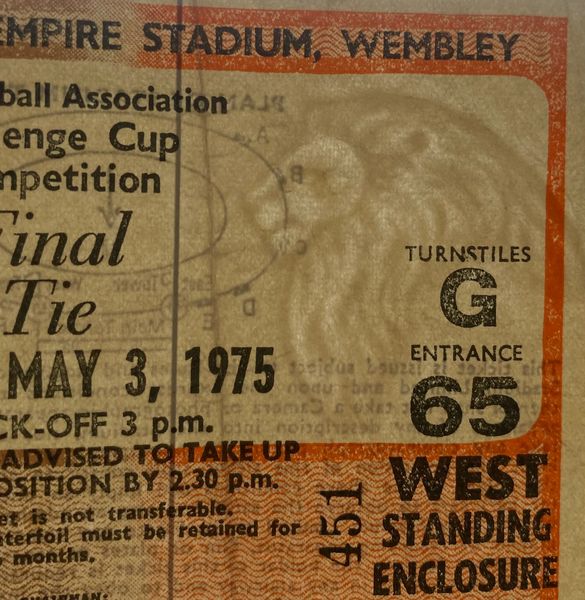 EMPIRE STADIUM, WEMBLEY
ball Association
enge Cup
mpetition
Final
Tie
MAY 3, 1975
CK-OFF 3 p.m.
ADVISED TO TAKE UP
OSITION BY 2.30 p.m.
et is not transferable.
nterfoil must be retained for
months.
CHAIRMAN:
TURNSTILES
G
ENTRANCE
65
WEST
STANDING
ENCLOSURE
451